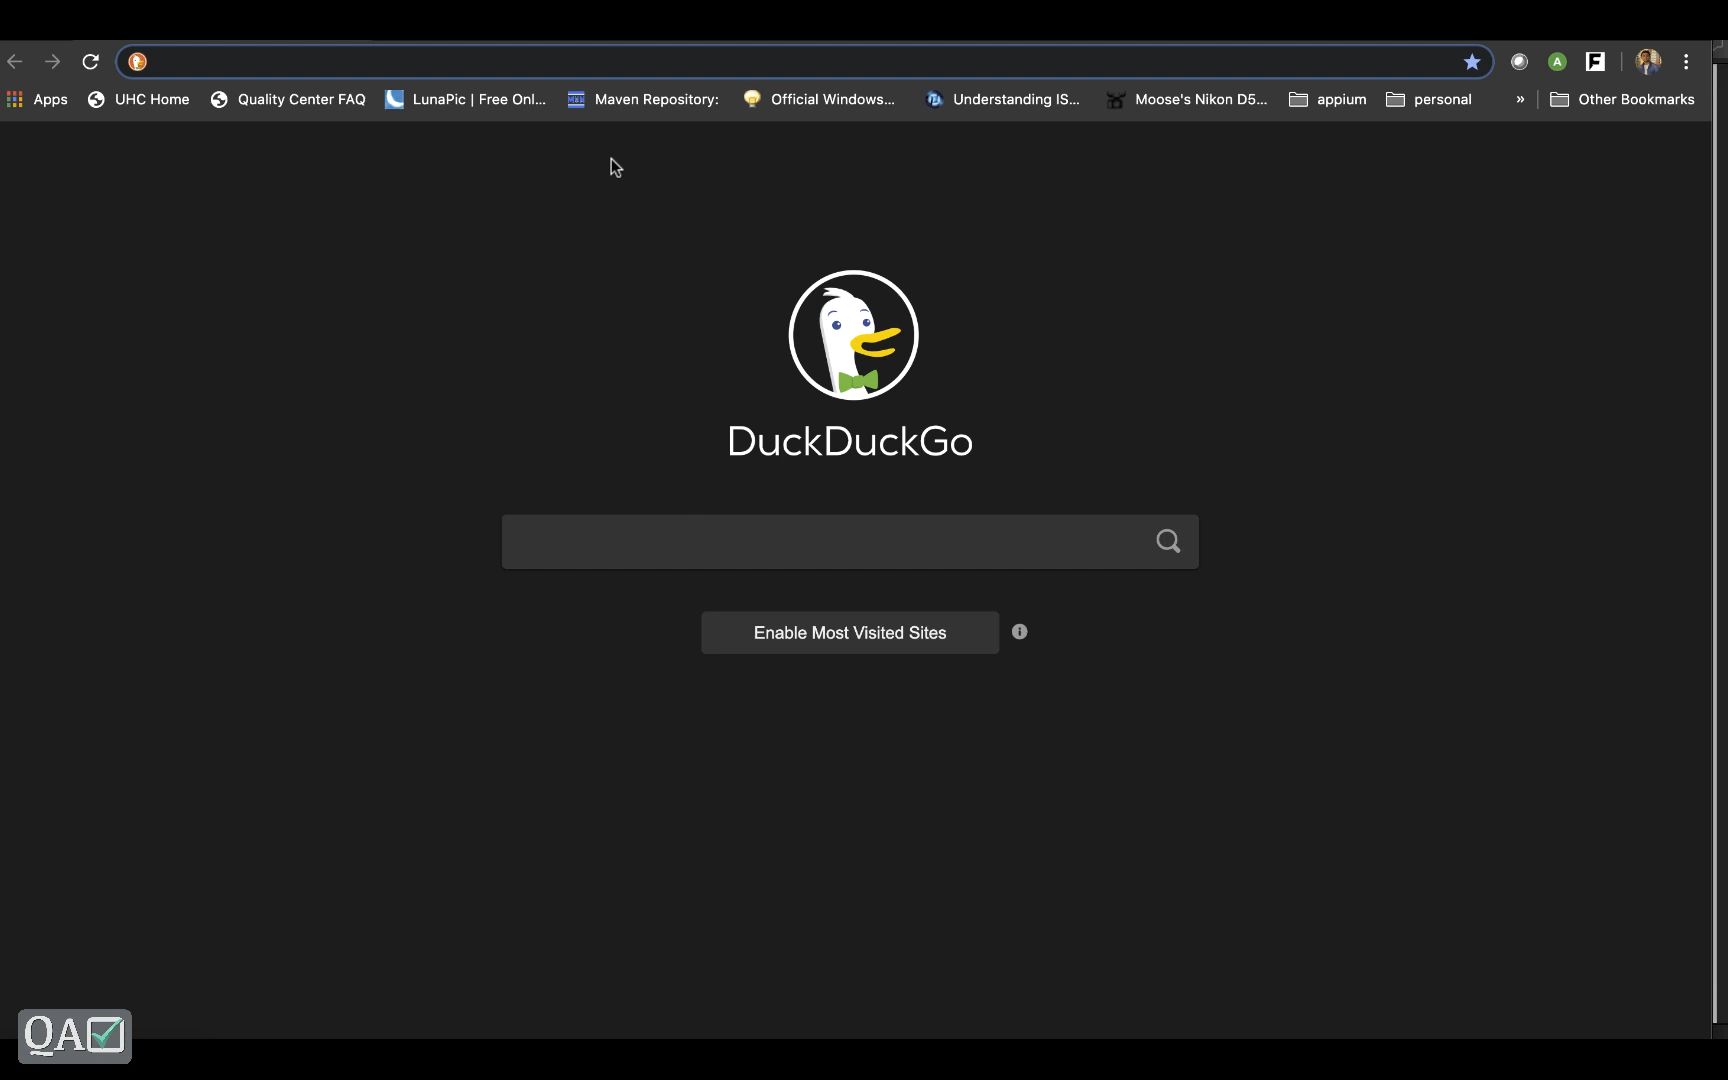 A
F
Apps
UHC Home
Quality Center FAQ
LunaPic | Free Onl...
Maven Repository:
Official Windows...
Understanding IS...
Moose's Nikon D5...
appium
personal
»
Other Bookmarks
DuckDuckGo
Enable Most Visited Sites
QA